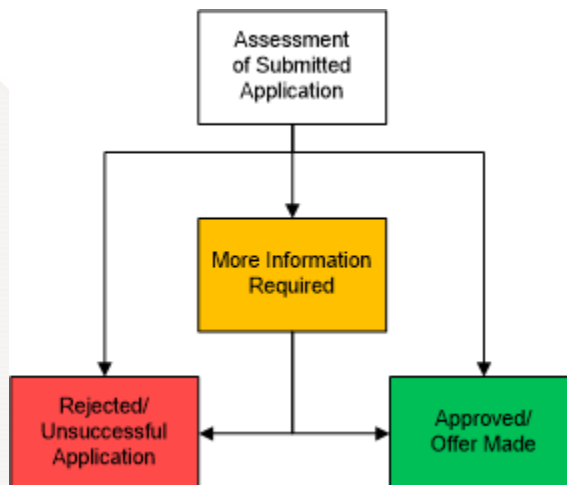 Assessment
of Submitted
Application
More Information
Required
Rejected/
Unsuccessful
Application
Approved/
Offer Made